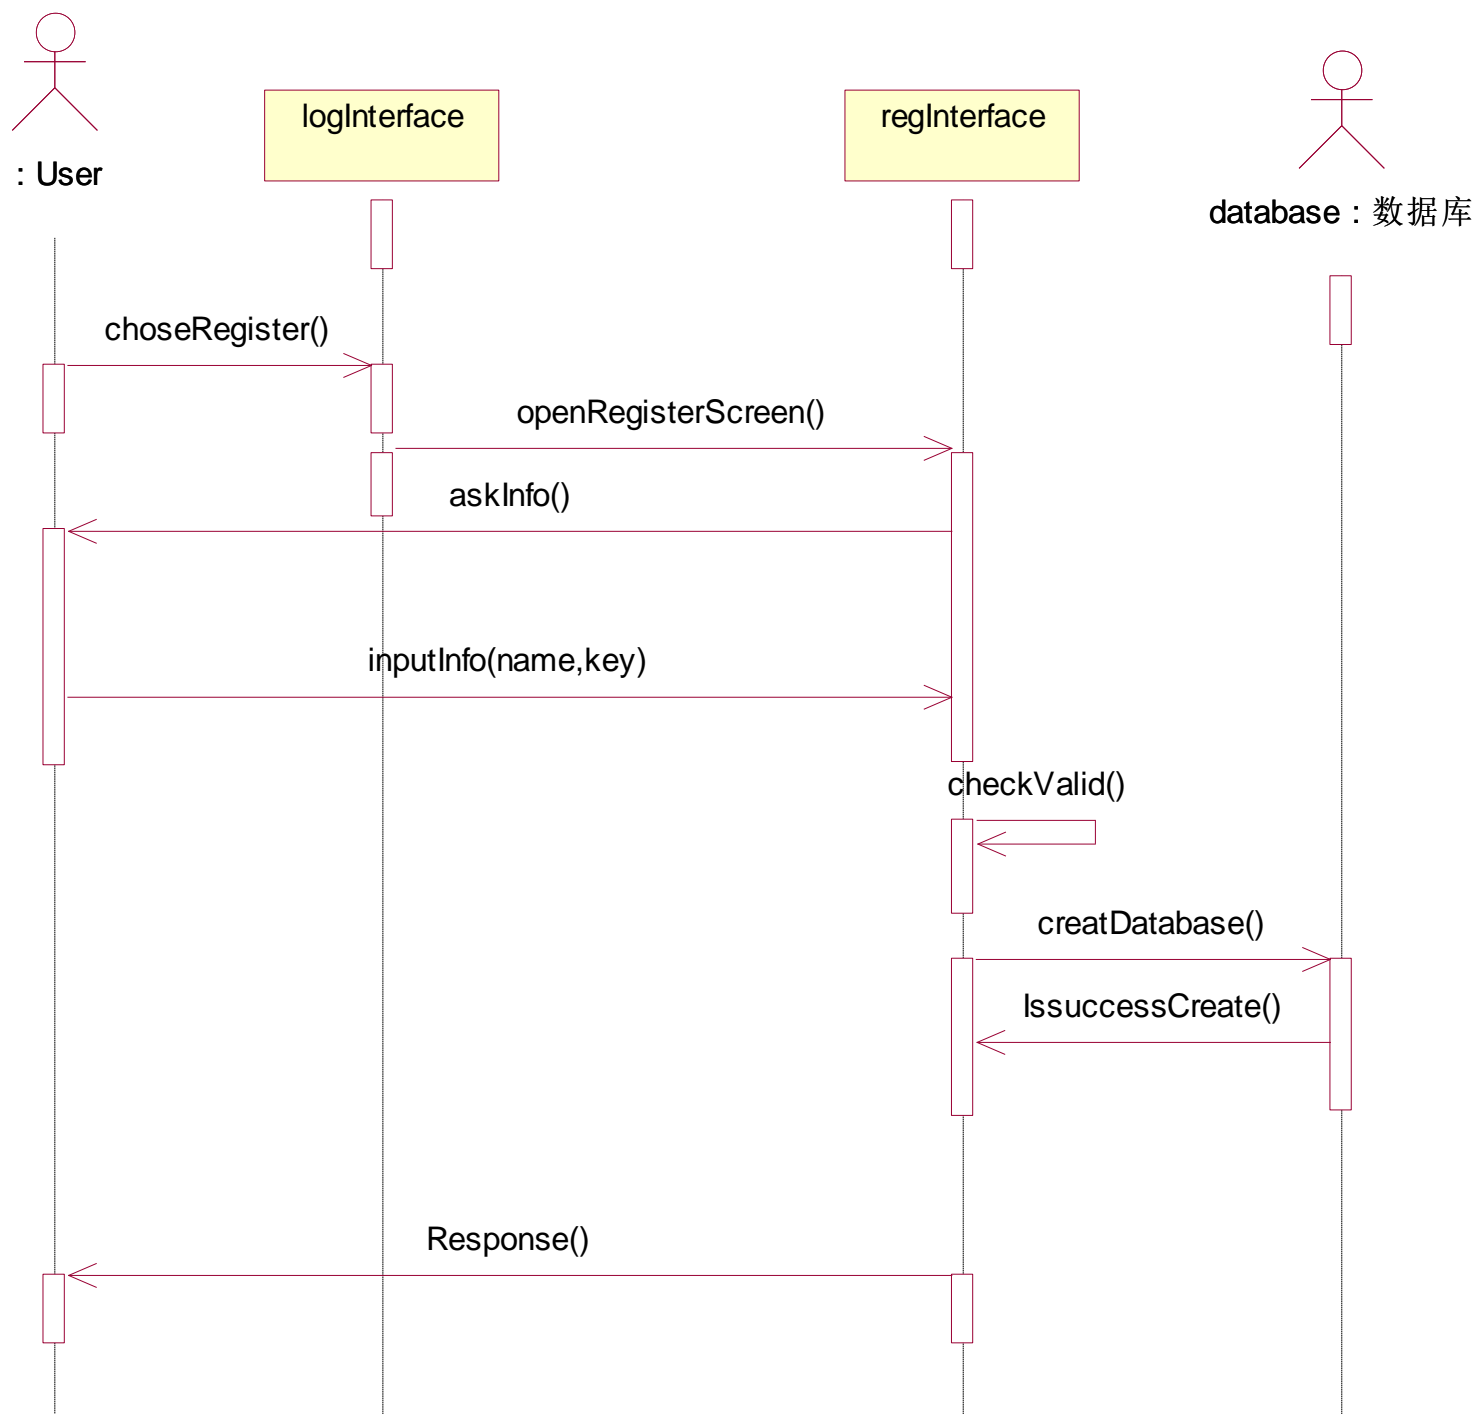 : User
logInterface
regInterface
database : 数据库
choseRegister()
openRegisterScreen()
askInfo()
inputInfo(name,key)
checkValid()
creatDatabase()
IssuccessCreate()
Response()